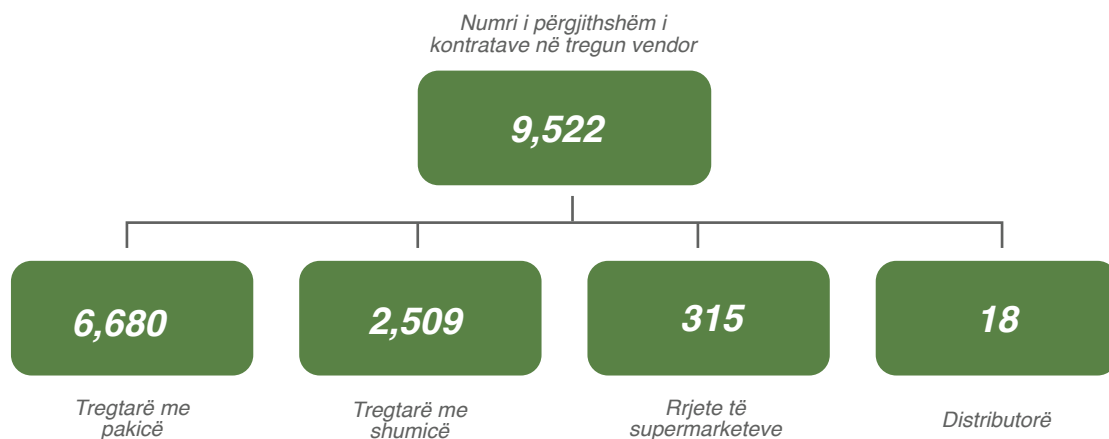 Numri i përgjithshëm i
kontratave në tregun vendor
9,522
6,680
2,509
315
18
Tregtarë me
pakicë
Tregtarë me
shumicë
Rrjete të
supermarketeve
Distributorë